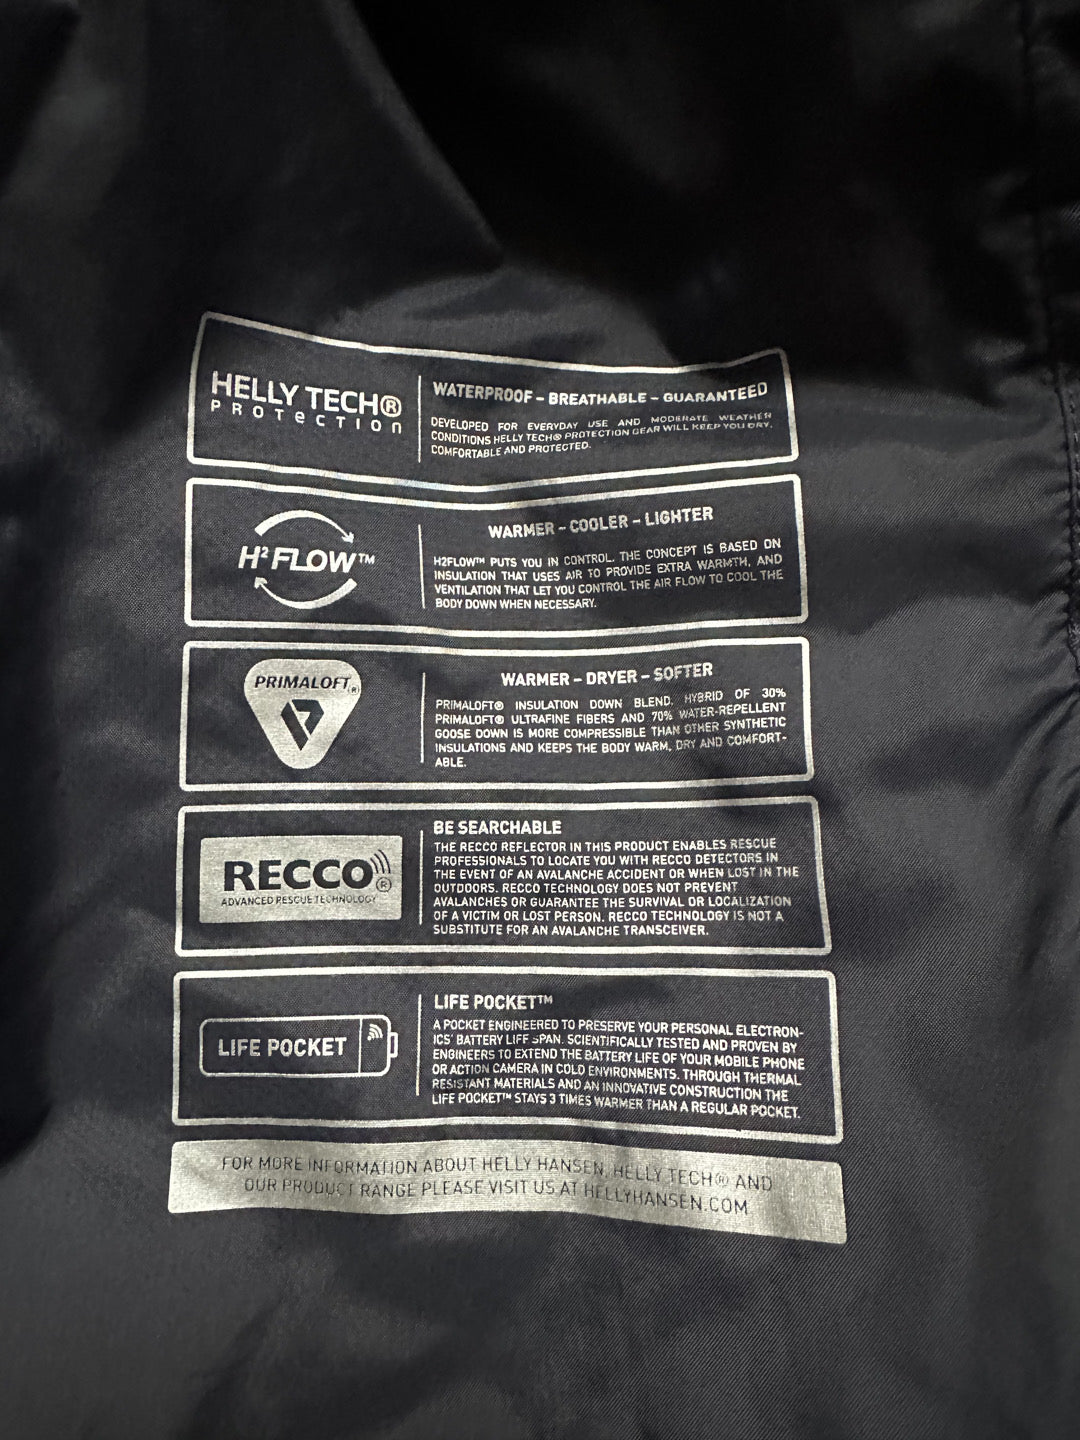 HELLY TECH®
PROTECTION
WATERPROOF – BREATHABLE – GUARANTEED
DEVELOPED FOR EVERYDAY USE AND MODERATE WEATHER
CONDITIONS HELLY TECH® PROTECTION GEAR WILL KEEP YOU DRY,
COMFORTABLE AND PROTECTED.
H² FLOW™
WARMER – COOLER – LIGHTER
H2FLOW™ PUTS YOU IN CONTROL. THE CONCEPT IS BASED ON
INSULATION THAT USES AIR TO PROVIDE EXTRA WARMTH, AND
VENTILATION THAT LET YOU CONTROL THE AIR FLOW TO COOL THE
BODY DOWN WHEN NECESSARY.
PRIMALOFT®
WARMER – DRYER – SOFTER
PRIMALOFT® INSULATION DOWN BLEND. HYBRID OF 30%
PRIMALOFT® ULTRAFINE FIBERS AND 70% WATER-REPELLENT
GOOSE DOWN IS MORE COMPRESSIBLE THAN OTHER SYNTHETIC
INSULATIONS AND KEEPS THE BODY WARM, DRY AND COMFORT-
ABLE.
RECCO®
ADVANCED RESCUE TECHNOLOGY
BE SEARCHABLE
THE RECCO REFLECTOR IN THIS PRODUCT ENABLES RESCUE
PROFESSIONALS TO LOCATE YOU WITH RECCO DETECTORS IN
THE EVENT OF AN AVALANCHE ACCIDENT OR WHEN LOST IN THE
OUTDOORS. RECCO TECHNOLOGY DOES NOT PREVENT
AVALANCHES OR GUARANTEE THE SURVIVAL OR LOCALIZATION
OF A VICTIM OR LOST PERSON. RECCO TECHNOLOGY IS NOT A
SUBSTITUTE FOR AN AVALANCHE TRANSCEIVER.
LIFE POCKET
LIFE POCKET™
A POCKET ENGINEERED TO PRESERVE YOUR PERSONAL ELECTRON-
ICS' BATTERY LIFE SPAN. SCIENTIFICALLY TESTED AND PROVEN BY
ENGINEERS TO EXTEND THE BATTERY LIFE OF YOUR MOBILE PHONE
OR ACTION CAMERA IN COLD ENVIRONMENTS. THROUGH THERMAL
RESISTANT MATERIALS AND AN INNOVATIVE CONSTRUCTION THE
LIFE POCKET™ STAYS 3 TIMES WARMER THAN A REGULAR POCKET.
FOR MORE INFORMATION ABOUT HELLY HANSEN, HELLY TECH® AND
OUR PRODUCT RANGE PLEASE VISIT US AT HELLYHANSEN.COM